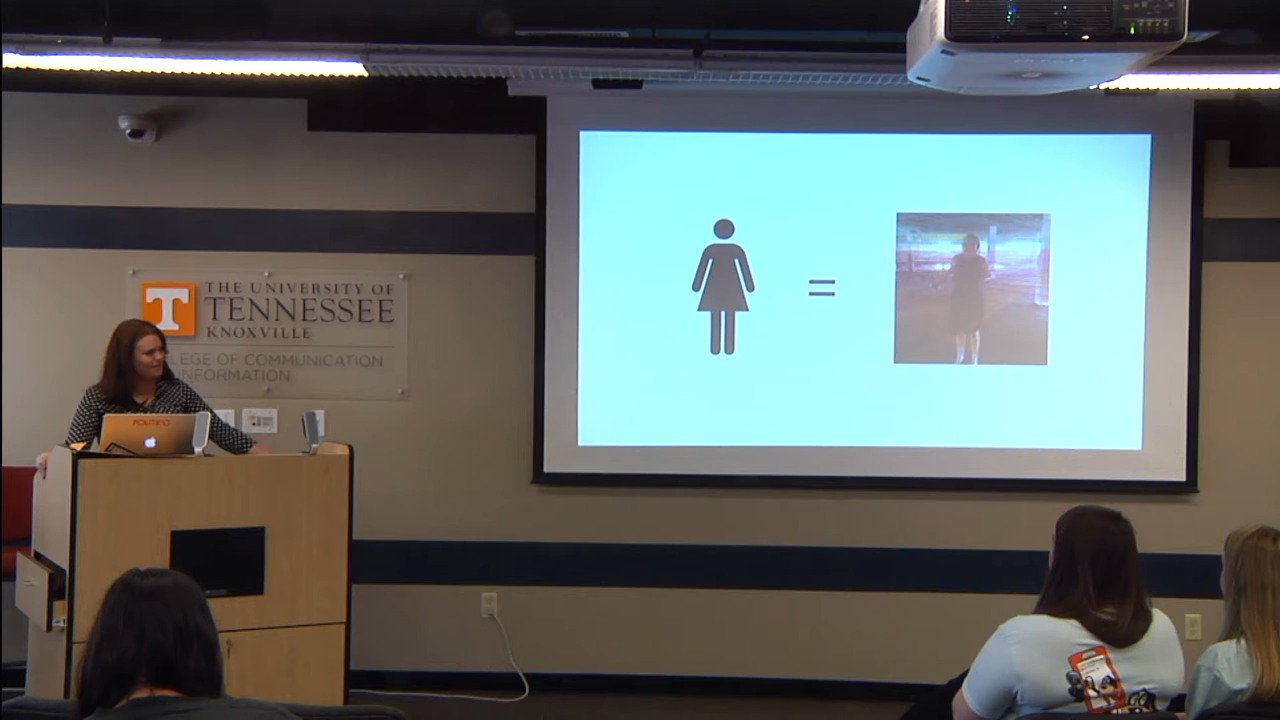 T
THE UNIVERSITY OF
TENNESSEE
KNOXVILLE
LEGE OF COMMUNICATION
INFORMATION
POLITICO
=